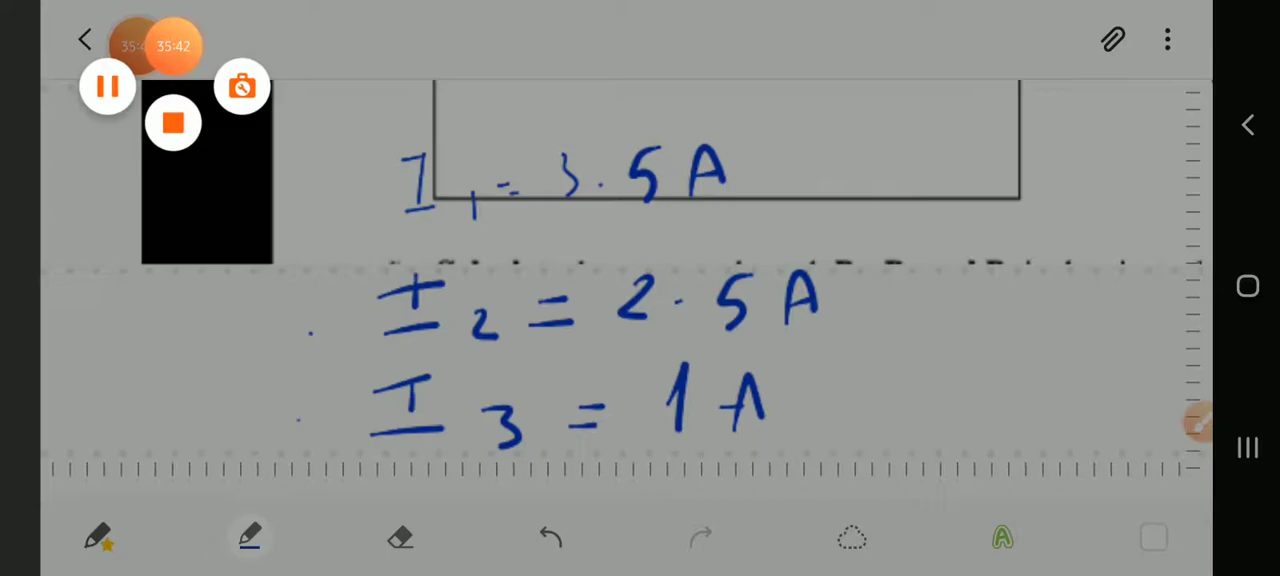 35:42
I1 = 3.5 A
I2 = 2.5 A
I3 = 1 A
A